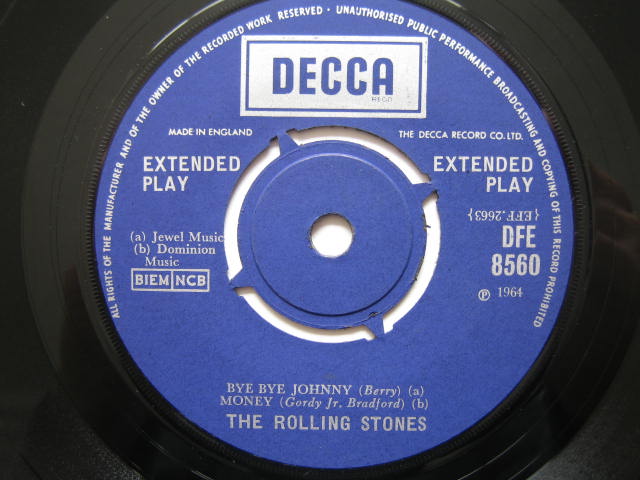 ALL RIGHTS OF THE MANUFACTURER AND OF THE OWNER OF THE RECORDED WORK RESERVED · UNAUTHORISED PUBLIC PERFORMANCE BROADCASTING AND COPYING OF THIS RECORD PROHIBITED
DECCA
REGD
MADE IN ENGLAND
THE DECCA RECORD CO. LTD.
EXTENDED
PLAY
EXTENDED
PLAY
{EFF.2663}
(a) Jewel Music
(b) Dominion
Music
BIEM NCB
DFE
8560
℗ 1964
BYE BYE JOHNNY (Berry) (a)
MONEY (Gordy Jr. Bradford) (b)
THE ROLLING STONES